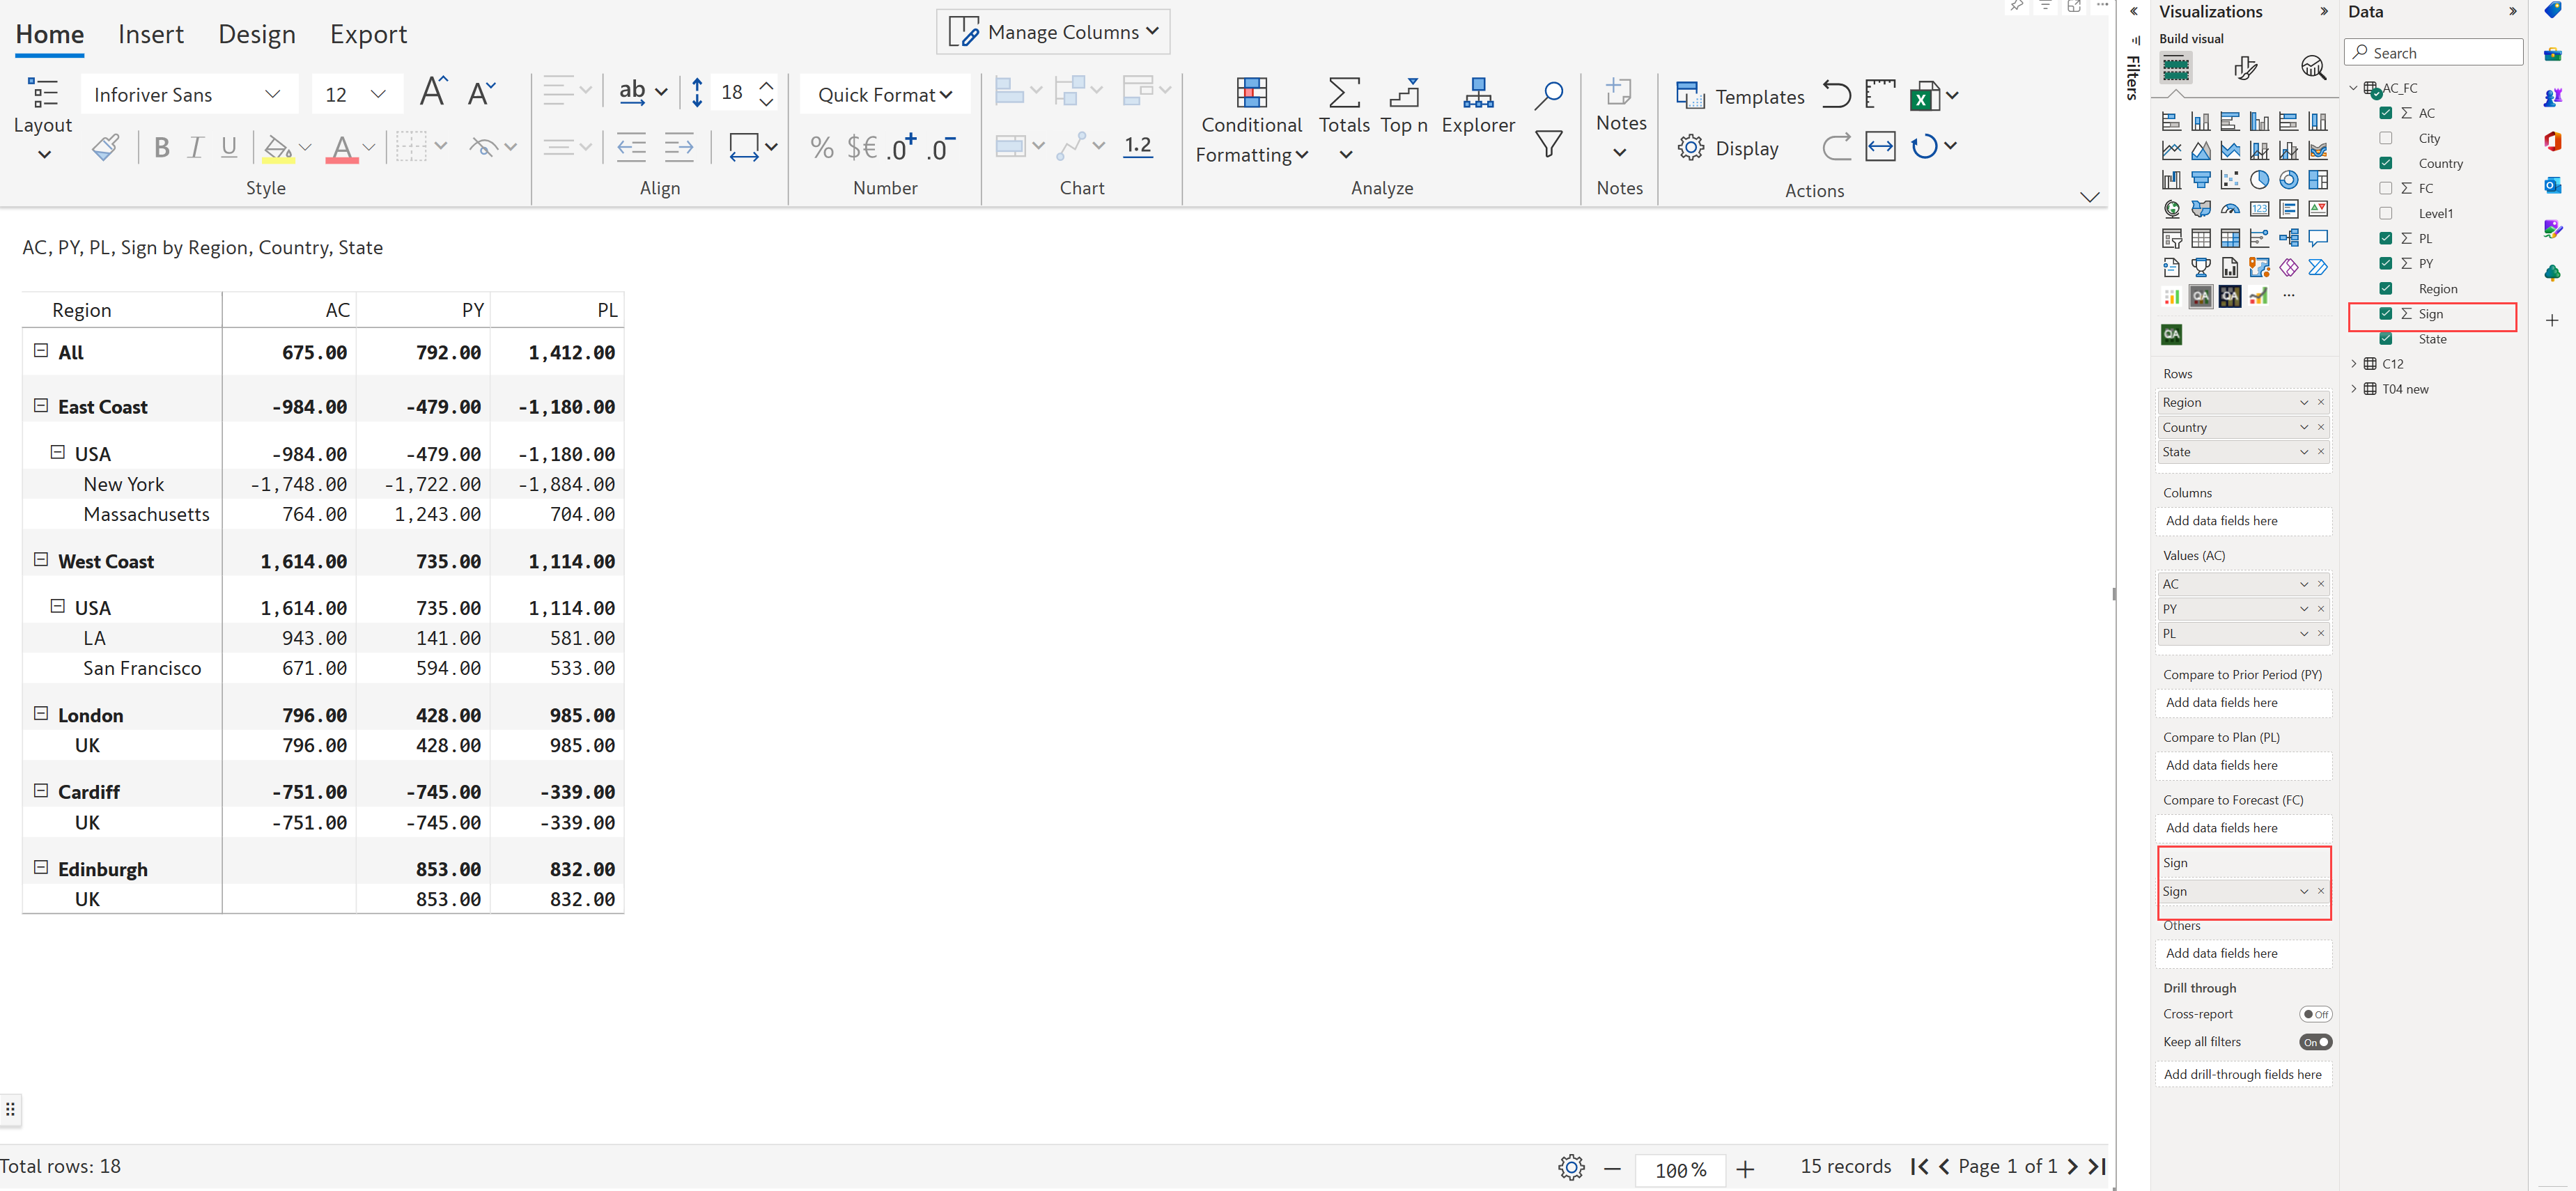 Home Insert Design Export
Manage Columns
Layout
Inforiver Sans 12
B I U
Style
ab 18
Align
Quick Format
% $€ .0+ .0-
Number
1.2
Chart
Conditional Formatting
Totals
Top n
Explorer
Analyze
Notes
Notes
Templates
Display
Actions
AC, PY, PL, Sign by Region, Country, State
Region AC PY PL
All 675.00 792.00 1,412.00
East Coast -984.00 -479.00 -1,180.00
USA -984.00 -479.00 -1,180.00
New York -1,748.00 -1,722.00 -1,884.00
Massachusetts 764.00 1,243.00 704.00
West Coast 1,614.00 735.00 1,114.00
USA 1,614.00 735.00 1,114.00
LA 943.00 141.00 581.00
San Francisco 671.00 594.00 533.00
London 796.00 428.00 985.00
UK 796.00 428.00 985.00
Cardiff -751.00 -745.00 -339.00
UK -751.00 -745.00 -339.00
Edinburgh 853.00 832.00
UK 853.00 832.00
Total rows: 18
100%
15 records
Page 1 of 1
Filters
Visualizations
Build visual
123
QA
QA
QA
Rows
Region
Country
State
Columns
Add data fields here
Values (AC)
AC
PY
PL
Compare to Prior Period (PY)
Add data fields here
Compare to Plan (PL)
Add data fields here
Compare to Forecast (FC)
Add data fields here
Sign
Sign
Others
Add data fields here
Drill through
Cross-report Off
Keep all filters On
Add drill-through fields here
Data
Search
AC_FC
Σ AC
City
Country
Σ FC
Level1
Σ PL
Σ PY
Region
Σ Sign
State
C12
T04 new